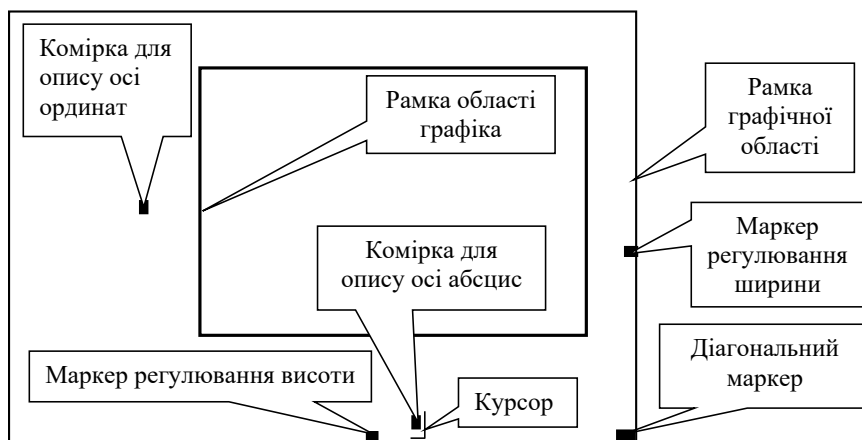 Комірка для
опису осі
ординат
Рамка області
графіка
Рамка
графічної
області
Комірка для
опису осі абсцис
Маркер
регулювання
ширини
Маркер регулювання висоти
Курсор
Діагональний
маркер